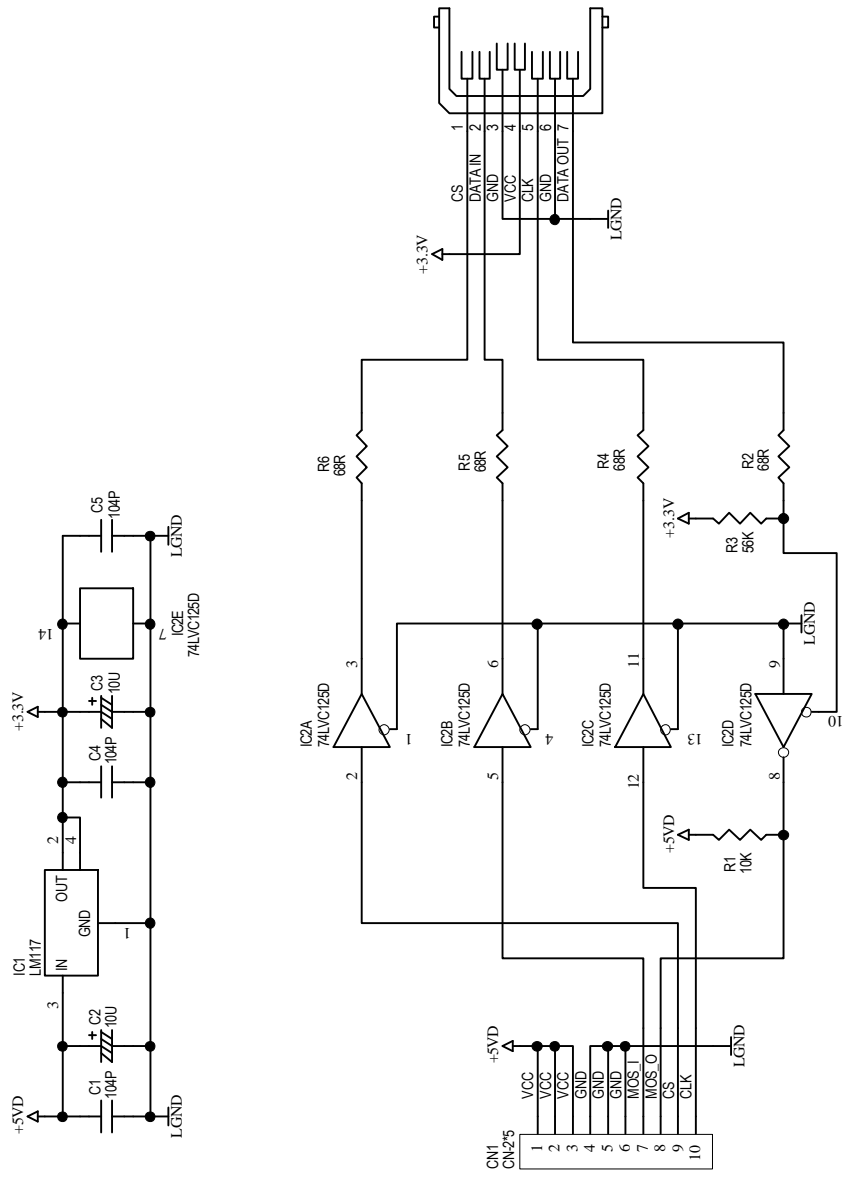 CS
DATA IN
GND
VCC
CLK
GND
DATA OUT
1
2
3
4
5
6
7
+3.3V
LGND
R6
68R
R5
68R
R4
68R
R2
68R
+3.3V
R3
56K
C5
104P
LGND
14
7
IC2E
74LVC125D
+3.3V
+
C3
10U
C4
104P
2
4
OUT
GND
IN
1
3
IC1
LM117
+
C2
10U
+5VD
C1
104P
LGND
3
IC2A
74LVC125D
1
2
6
IC2B
74LVC125D
4
5
11
IC2C
74LVC125D
13
12
9
IC2D
74LVC125D
10
8
LGND
+5VD
R1
10K
+5VD
LGND
VCC
VCC
VCC
GND
GND
GND
MOS_I
MOS_O
CS
CLK
CN1
CN-2*5
1
2
3
4
5
6
7
8
9
10